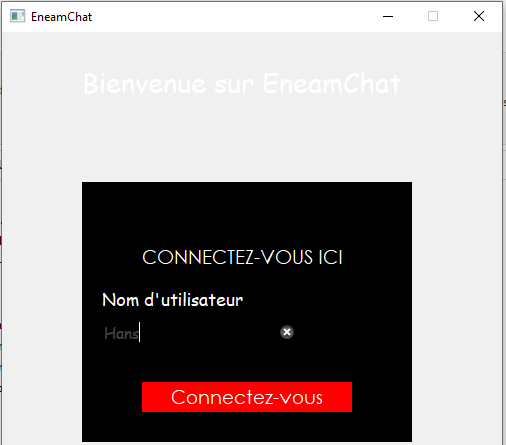 EneamChat
Bienvenue sur EneamChat
CONNECTEZ-VOUS ICI
Nom d'utilisateur
Hans
Connectez-vous